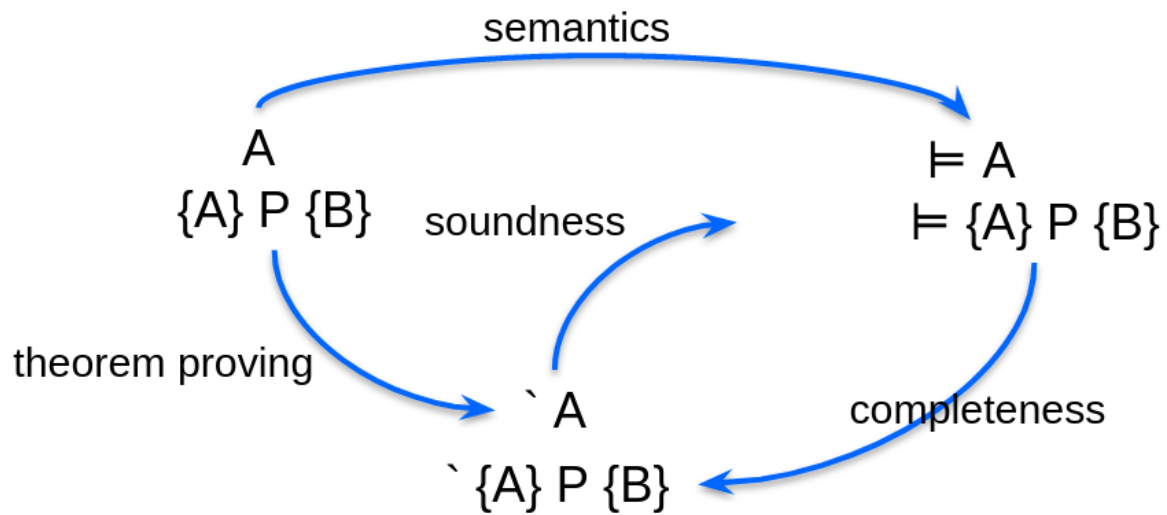 semantics
A
{A} P {B}
⊨ A
⊨ {A} P {B}
soundness
theorem proving
completeness
` A
` {A} P {B}